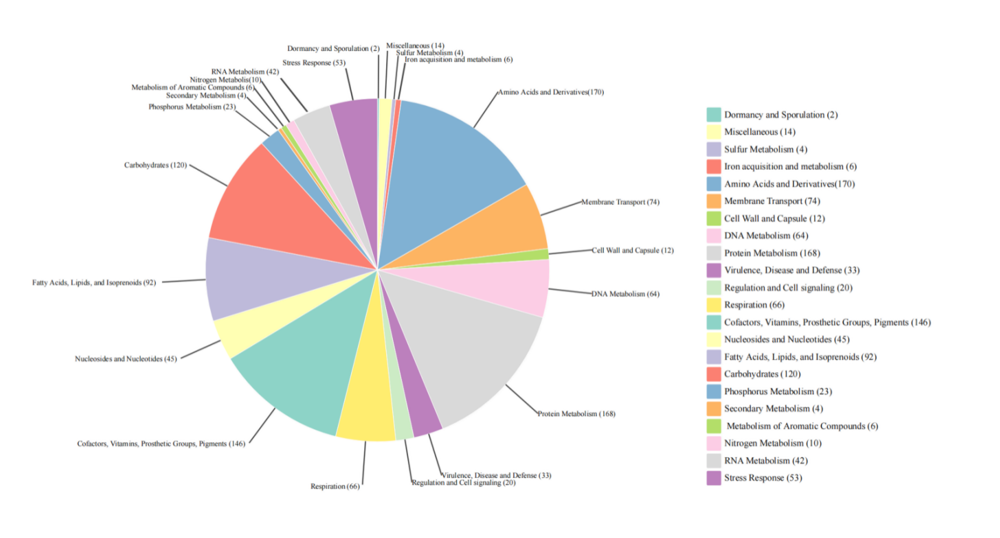 Dormancy and Sporulation (2)
Miscellaneous (14)
Sulfur Metabolism (4)
Iron acquisition and metabolism (6)
Stress Response (53)
RNA Metabolism (42)
Nitrogen Metabolis(10)
Metabolism of Aromatic Compounds (6)
Secondary Metabolism (4)
Phosphorus Metabolism (23)
Amino Acids and Derivatives(170)
Carbohydrates (120)
Membrane Transport (74)
Cell Wall and Capsule (12)
Fatty Acids, Lipids, and Isoprenoids (92)
DNA Metabolism (64)
Nucleosides and Nucleotides (45)
Protein Metabolism (168)
Cofactors, Vitamins, Prosthetic Groups, Pigments (146)
Virulence, Disease and Defense (33)
Regulation and Cell signaling (20)
Respiration (66)
Dormancy and Sporulation (2)
Miscellaneous (14)
Sulfur Metabolism (4)
Iron acquisition and metabolism (6)
Amino Acids and Derivatives(170)
Membrane Transport (74)
Cell Wall and Capsule (12)
DNA Metabolism (64)
Protein Metabolism (168)
Virulence, Disease and Defense (33)
Regulation and Cell signaling (20)
Respiration (66)
Cofactors, Vitamins, Prosthetic Groups, Pigments (146)
Nucleosides and Nucleotides (45)
Fatty Acids, Lipids, and Isoprenoids (92)
Carbohydrates (120)
Phosphorus Metabolism (23)
Secondary Metabolism (4)
Metabolism of Aromatic Compounds (6)
Nitrogen Metabolism (10)
RNA Metabolism (42)
Stress Response (53)